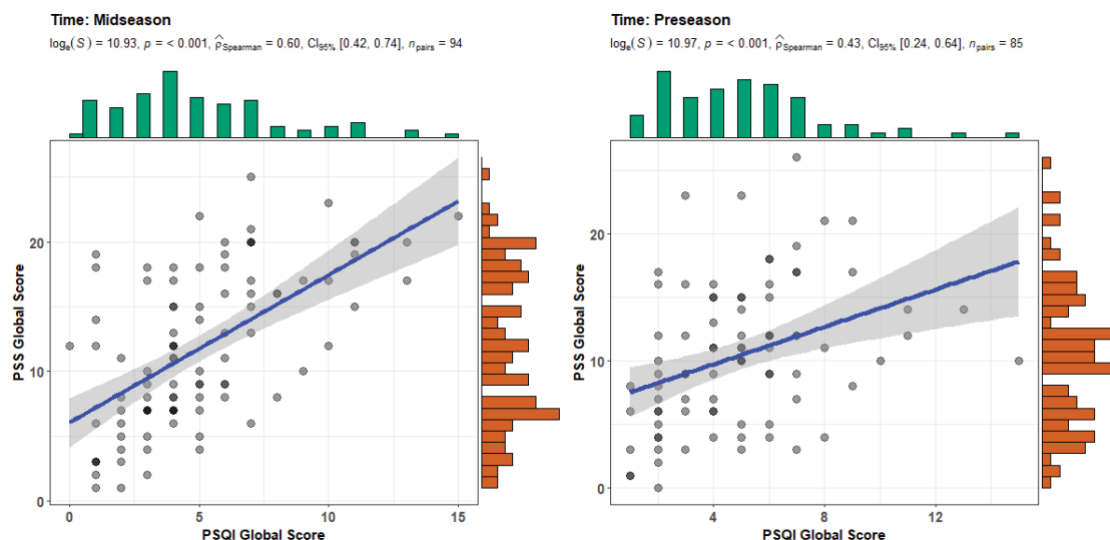 Time: Midseason
logₑ(S) = 10.93, p = < 0.001, ρ̂Spearman = 0.60, CI95% [0.42, 0.74], npairs = 94
PSS Global Score
20
10
0
0 5 10 15
PSQI Global Score
Time: Preseason
logₑ(S) = 10.97, p = < 0.001, ρ̂Spearman = 0.43, CI95% [0.24, 0.64], npairs = 85
PSS Global Score
20
10
0
4 8 12
PSQI Global Score